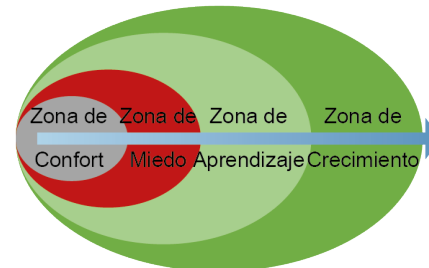 Zona de
Confort
Zona de
Miedo
Zona de
Aprendizaje
Zona de
Crecimiento